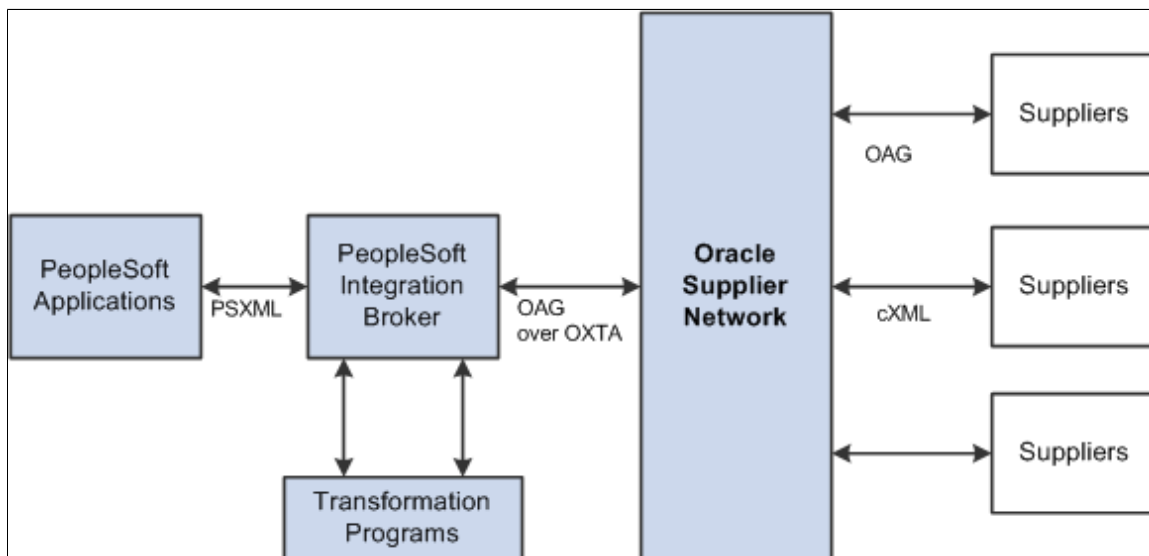 PeopleSoft
Applications
PSXML
PeopleSoft
Integration
Broker
OAG
over OXTA
Transformation
Programs
Oracle
Supplier
Network
OAG
Suppliers
cXML
Suppliers
Suppliers